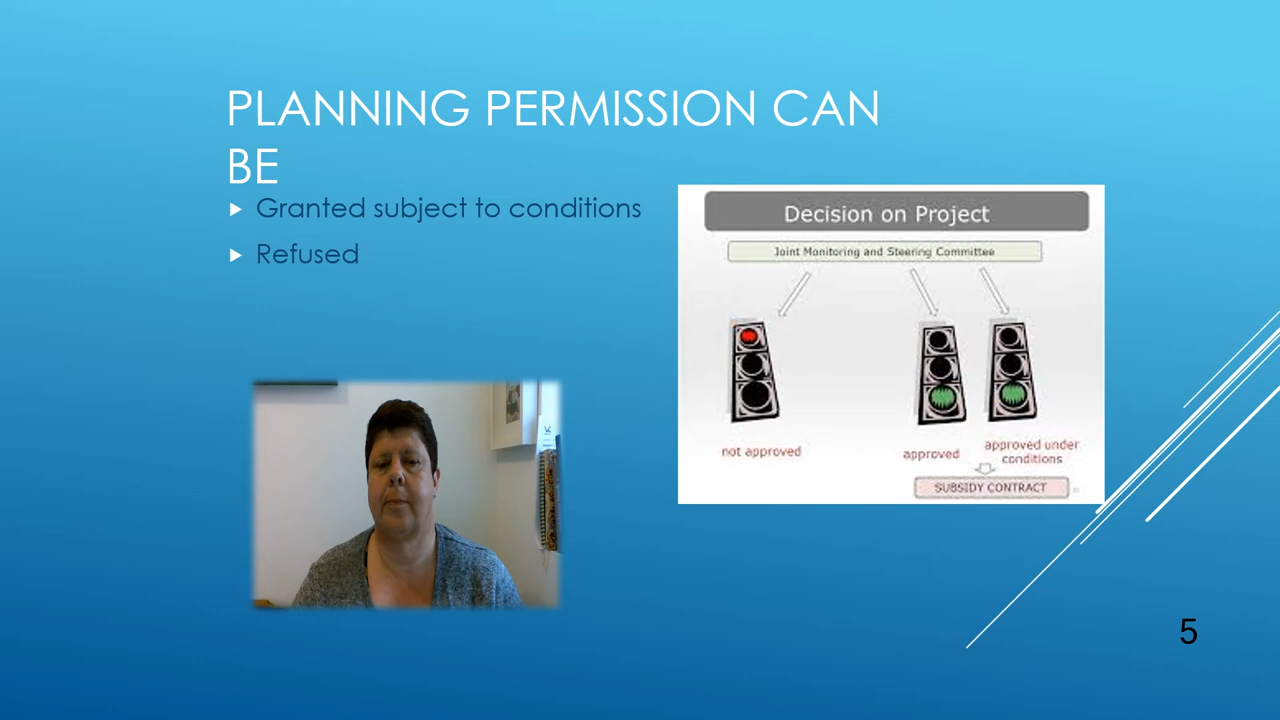 PLANNING PERMISSION CAN
BE
Granted subject to conditions
Refused
Decision on Project
Joint Monitoring and Steering Committee
not approved
approved
approved under
conditions
SUBSIDY CONTRACT
5